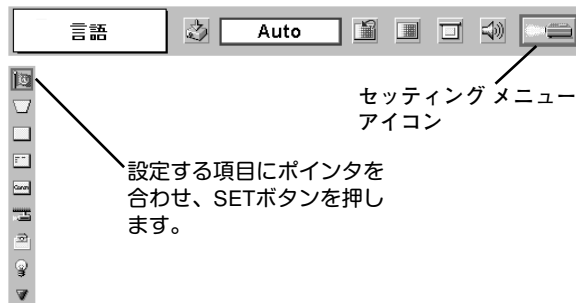 言語
Auto
セッティング メニュー
アイコン
設定する項目にポインタを
合わせ、SETボタンを押し
ます。
Canon